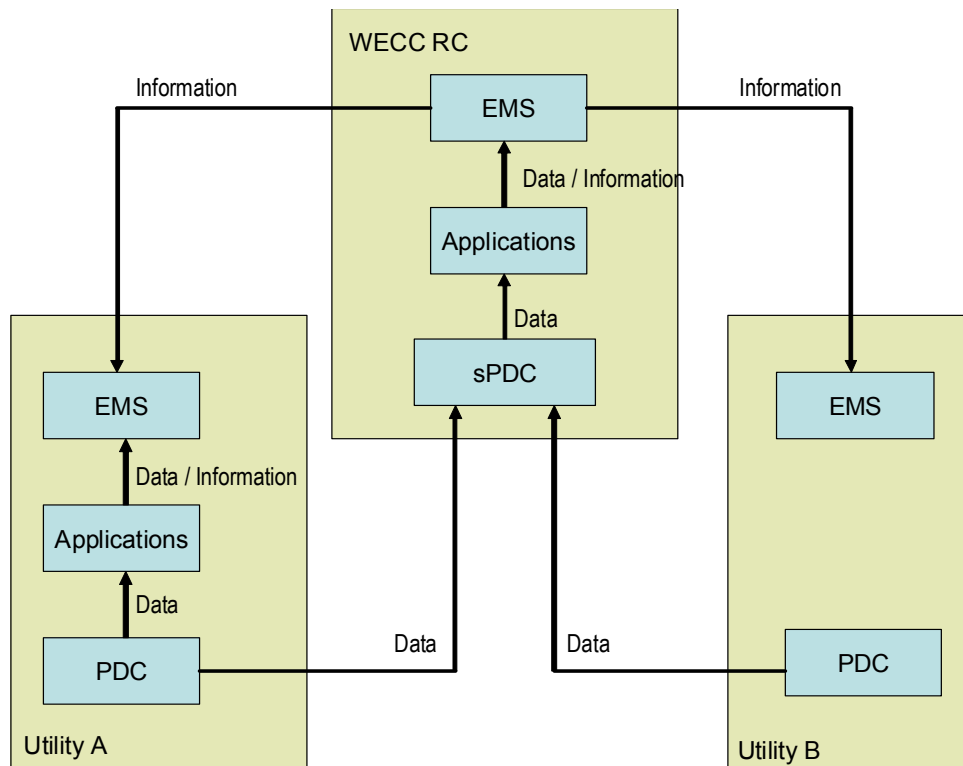 WECC RC
Information
EMS
Information
Data / Information
Applications
Data
sPDC
EMS
Data / Information
Applications
Data
PDC
Utility A
Data
Data
EMS
PDC
Utility B